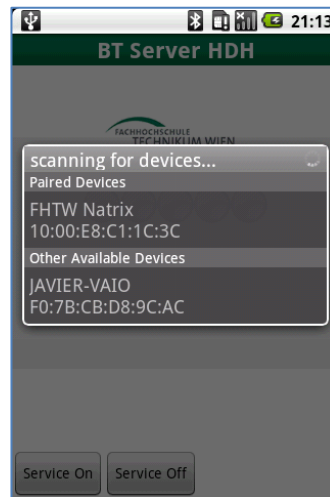 21:13
BT Server HDH
FACHHOCHSCHULE
TECHNIKUM WIEN
scanning for devices...
Paired Devices
FHTW Natrix
10:00:E8:C1:1C:3C
Other Available Devices
JAVIER-VAIO
F0:7B:CB:D8:9C:AC
Service On
Service Off